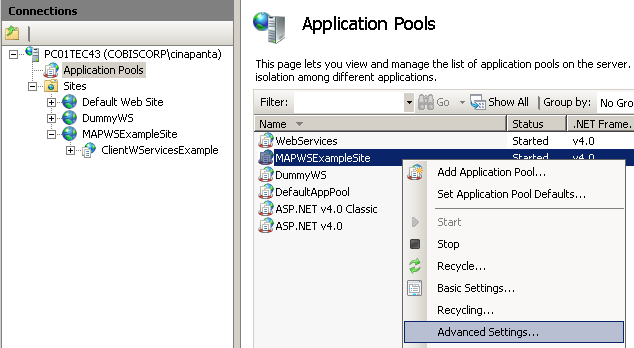 Connections
PC01TEC43 (COBISCORP\cinapanta)
Application Pools
Sites
Default Web Site
DummyWS
MAPWSExampleSite
ClientWServicesExample
Application Pools
This page lets you view and manage the list of application pools on the server.
isolation among different applications.
Filter: Go Show All Group by: No Gro
Name Status .NET Frame.
WebServices Started v4.0
MAPWSExampleSite Started v4.0
DummyWS
DefaultAppPool
ASP.NET v4.0 Classic
ASP.NET v4.0
Add Application Pool...
Set Application Pool Defaults...
Start
Stop
Recycle...
Basic Settings...
Recycling...
Advanced Settings...